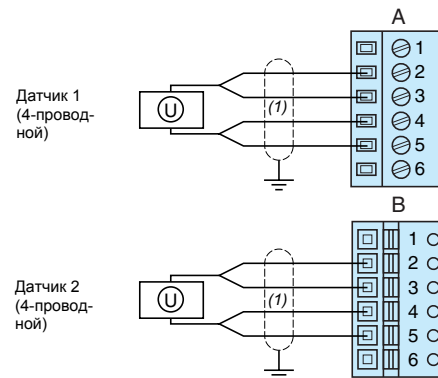 A
Датчик 1
(4-провод-
ной)
U
(1)
1
2
3
4
5
6
B
Датчик 2
(4-провод-
ной)
U
(1)
1
2
3
4
5
6